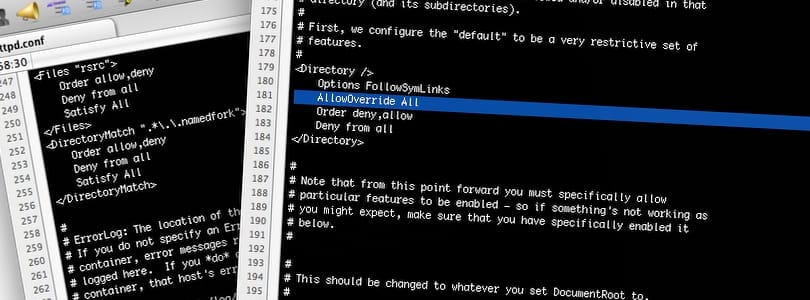 ttpd.conf
58:30
247 <Files "rsrc">
248 Order allow,deny
249 Deny from all
250 Satisfy All
251 </Files>
252 <DirectoryMatch ".*\.\.namedfork">
253 Order allow,deny
254 Deny from all
255 Satisfy All
256 </DirectoryMatch>
257
258 #
259 # ErrorLog: The location of th
260 # If you do not specify an Er
261 # container, error messages r
262 # logged here. If you *do*
# container, that host's err
175 directory (and its subdirectories).
176 #
177 # First, we configure the "default" to be a very restrictive set of
178 # features.
179 #
180 <Directory />
Options FollowSymLinks
181 AllowOverride All
182 Order deny,allow
183 Deny from all
184 </Directory>
185
186 #
187 # Note that from this point forward you must specifically allow
188 # particular features to be enabled - so if something's not working as
189 # you might expect, make sure that you have specifically enabled it
190 # below.
191 #
192
193 #
194 # This should be changed to whatever you set DocumentRoot to.
195 #